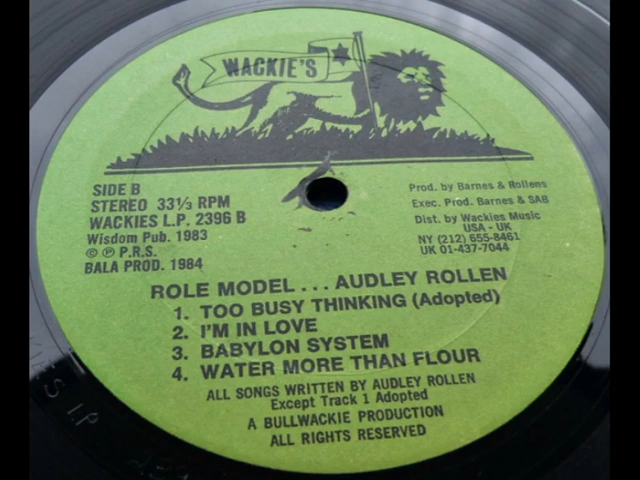 WACKIE'S
SIDE B
STEREO 33⅓ RPM
WACKIES L.P. 2396 B
Wisdom Pub. 1983
© ℗ P.R.S.
BALA PROD. 1984
Prod. by Barnes & Rollens
Exec. Prod. Barnes & SAB
Dist. by Wackies Music
USA - UK
NY (212) 655-8461
UK 01-437-7044
ROLE MODEL . . . AUDLEY ROLLEN
1. TOO BUSY THINKING (Adopted)
2. I'M IN LOVE
3. BABYLON SYSTEM
4. WATER MORE THAN FLOUR
ALL SONGS WRITTEN BY AUDLEY ROLLEN
Except Track 1 Adopted
A BULLWACKIE PRODUCTION
ALL RIGHTS RESERVED